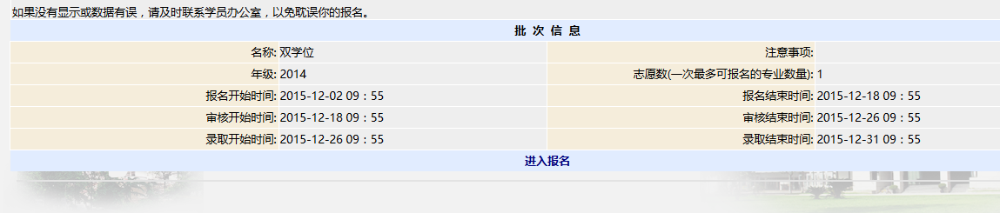 如果没有显示或数据有误，请及时联系学员办公室，以免耽误你的报名。
批 次 信 息
名称: 双学位 注意事项:
年级: 2014 志愿数(一次最多可报名的专业数量): 1
报名开始时间: 2015-12-02 09：55 报名结束时间: 2015-12-18 09：55
审核开始时间: 2015-12-18 09：55 审核结束时间: 2015-12-26 09：55
录取开始时间: 2015-12-26 09：55 录取结束时间: 2015-12-31 09：55
进入报名